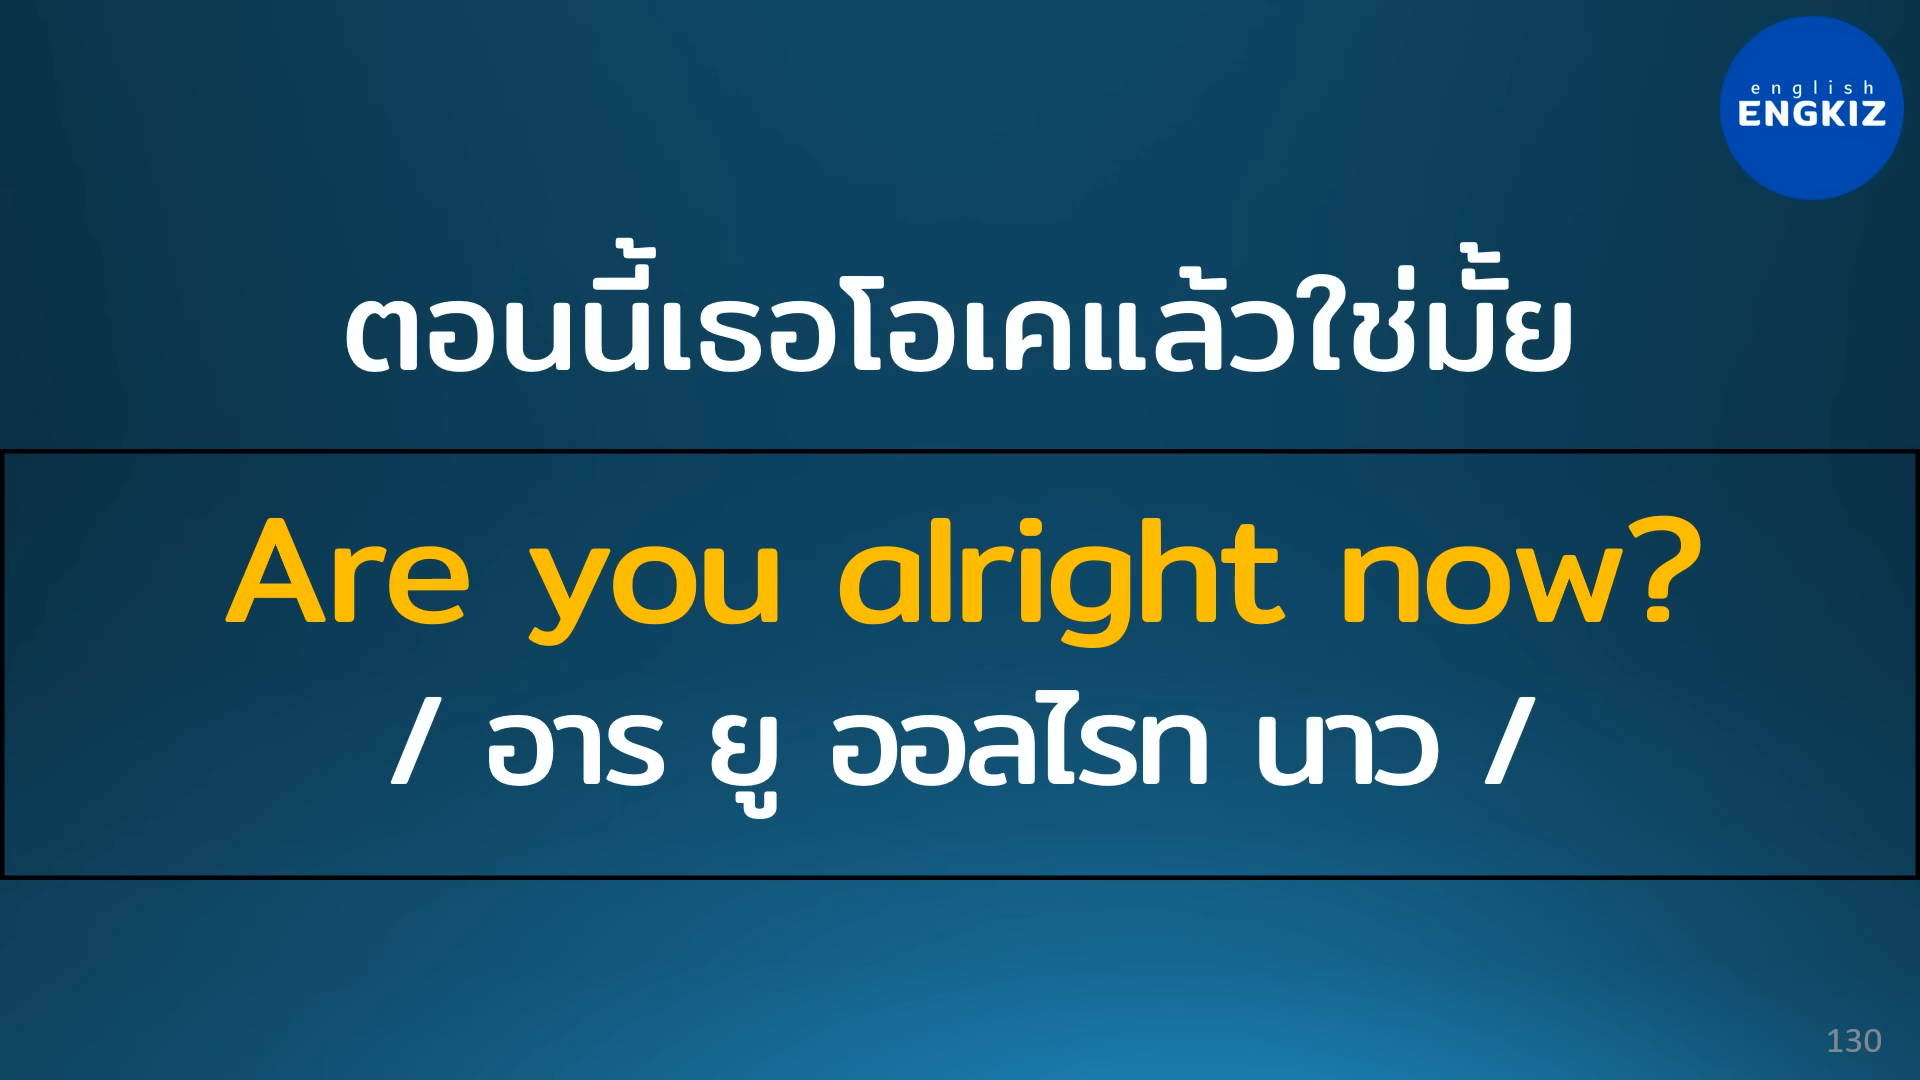 english
ENGKIZ
ตอนนี้เธอโอเคแล้วใช่มั้ย
Are you alright now?
/ อาร ยู ออลไรท นาว /
130